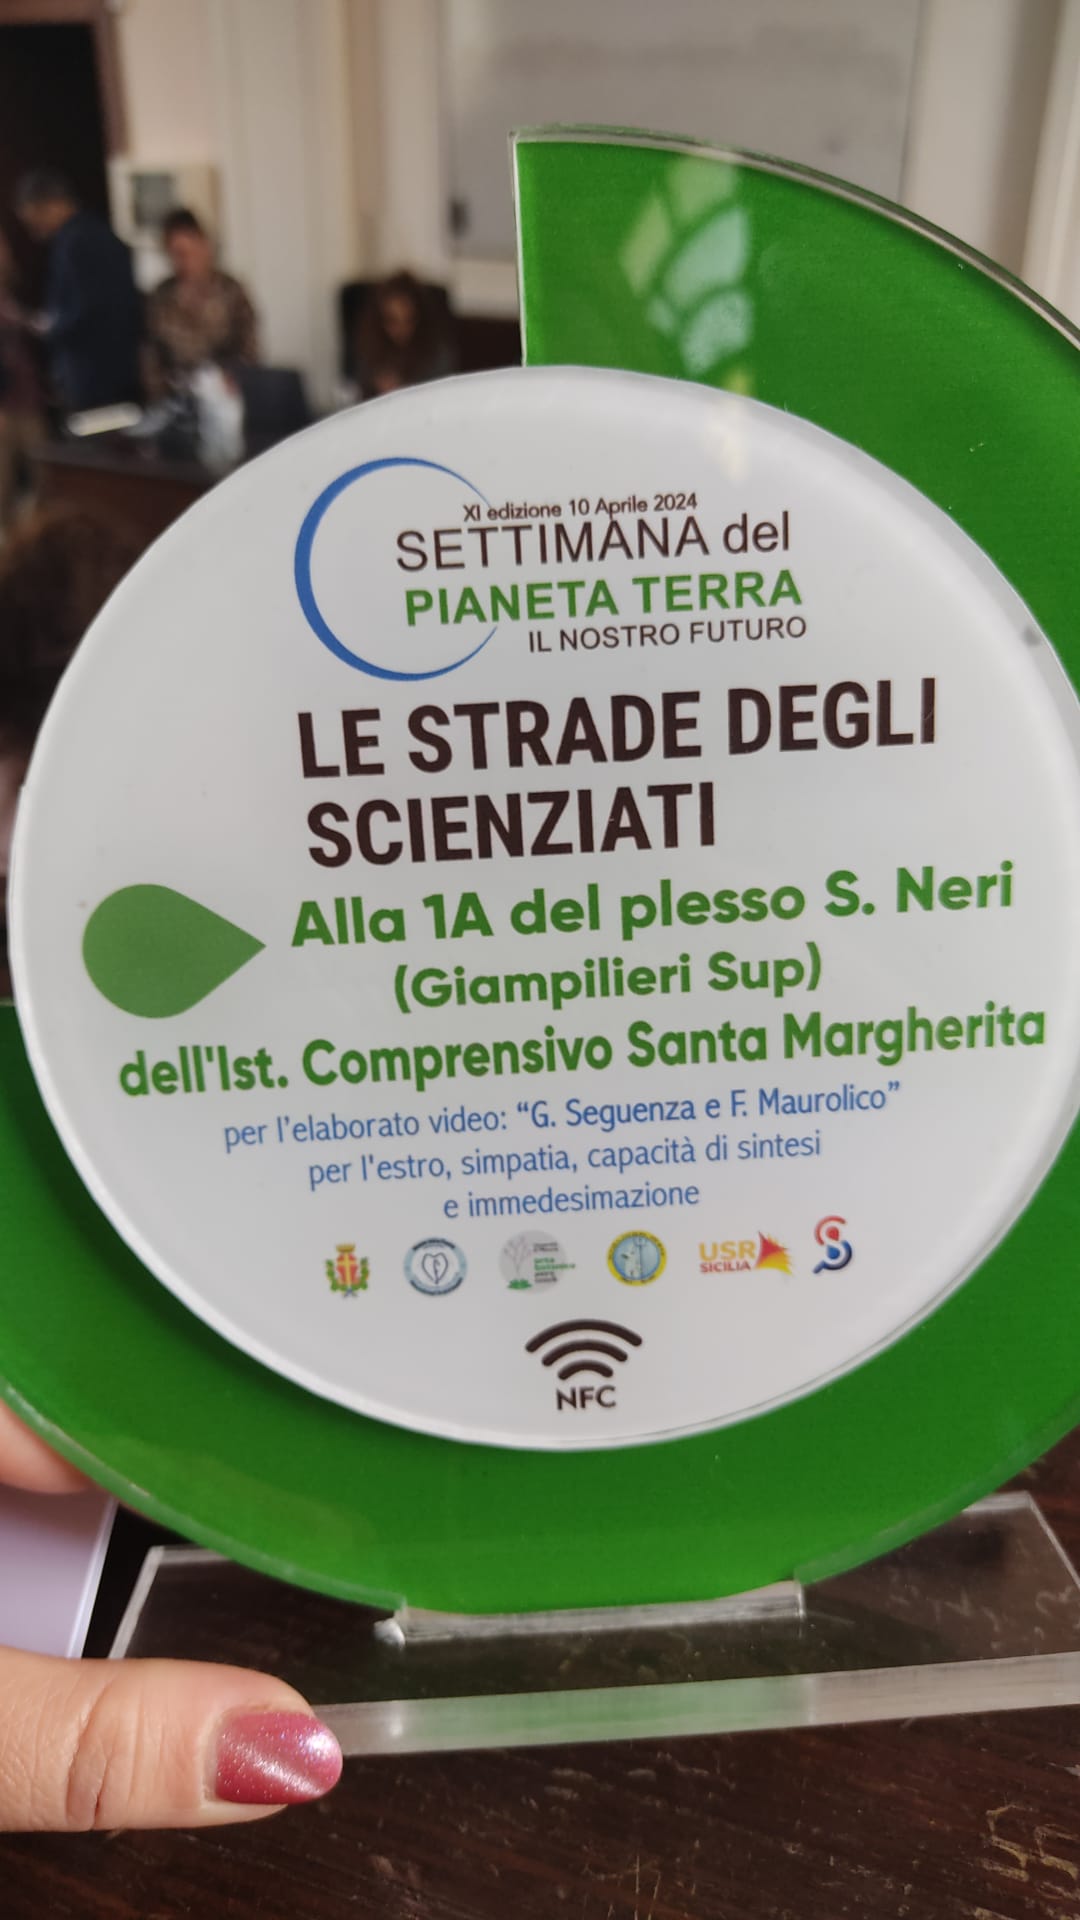 XI edizione 10 Aprile 2024
SETTIMANA del
PIANETA TERRA
IL NOSTRO FUTURO
LE STRADE DEGLI
SCIENZIATI
Alla 1A del plesso S. Neri
(Giampilieri Sup)
dell'Ist. Comprensivo Santa Margherita
per l'elaborato video: “G. Seguenza e F. Maurolico”
per l'estro, simpatia, capacità di sintesi
e immedesimazione
USR
SICILIA
NFC